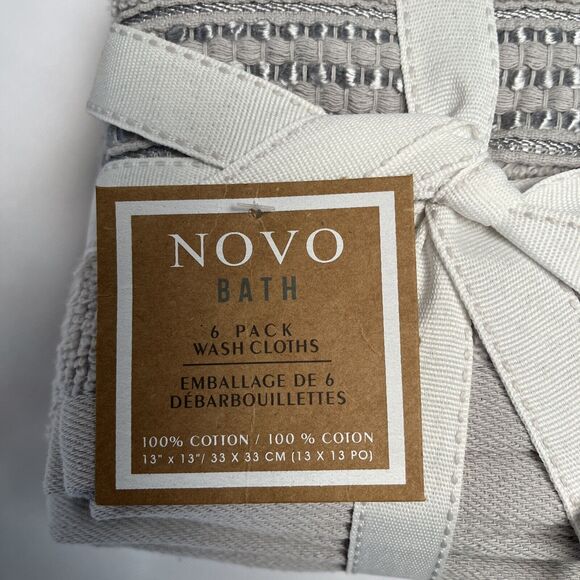 NOVO
BATH
6 PACK
WASH CLOTHS
EMBALLAGE DE 6
DÉBARBOUILLETTES
100% COTTON / 100 % COTON
13" x 13"/ 33 X 33 CM (13 X 13 PO)